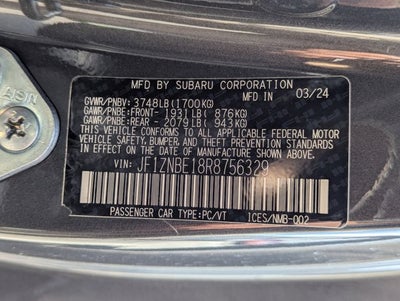 MFD BY SUBARU CORPORATION
GVWR/PNBV: 3748LB(1700KG) 03/24
GAWR/PNBE:FRONT- 1931LB( 876KG)
GAWR/PNBE:REAR - 2079LB( 943KG)
THIS VEHICLE CONFORMS TO ALL APPLICABLE FEDERAL MOTOR
VEHICLE SAFETY, BUMPER, AND THEFT PREVENTION STANDARDS
IN EFFECT ON THE DATE OF MANUFACTURE SHOWN ABOVE.
VIN: JF1ZNBE18R8756329
PASSENGER CAR TYPE:PC/VT ICES/NMB-002
AISIN